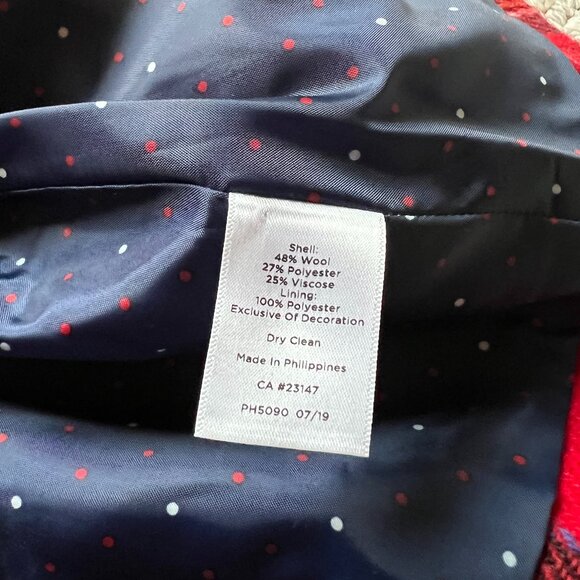 Shell:
48% Wool
27% Polyester
25% Viscose
Lining:
100% Polyester
Exclusive Of Decoration
Dry Clean
Made In Philippines
CA #23147
PH5090 07/19